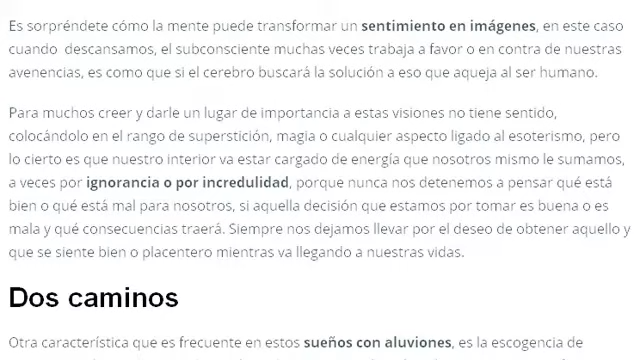 Es sorpréndete cómo la mente puede transformar un sentimiento en imágenes, en este caso
cuando descansamos, el subconsciente muchas veces trabaja a favor o en contra de nuestras
avenencias, es como que si el cerebro buscará la solución a eso que aqueja al ser humano.
Para muchos creer y darle un lugar de importancia a estas visiones no tiene sentido,
colocándolo en el rango de superstición, magia o cualquier aspecto ligado al esoterismo, pero
lo cierto es que nuestro interior va estar cargado de energía que nosotros mismo le sumamos,
a veces por ignorancia o por incredulidad, porque nunca nos detenemos a pensar qué está
bien o qué está mal para nosotros, si aquella decisión que estamos por tomar es buena o es
mala y qué consecuencias traerá. Siempre nos dejamos llevar por el deseo de obtener aquello y
que se siente bien o placentero mientras va llegando a nuestras vidas.
Dos caminos
Otra característica que es frecuente en estos sueños con aluviones, es la escogencia de